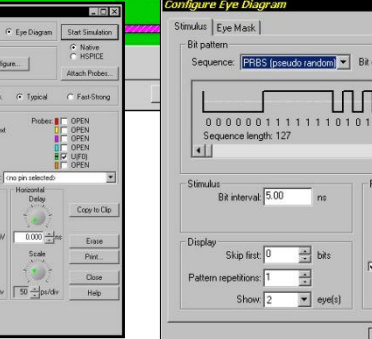 Eye Diagram
Start Simulation
Native
HSPICE
Attach Probes...
Typical
Fast-Strong
Probes:
OPEN
OPEN
OPEN
OPEN
U(F0)
OPEN
(no pin selected)
Horizontal
Delay
0.000
ns
Scale
50
ps/div
Copy to Clip
Erase
Print...
Close
Help
Configure Eye Diagram
Stimulus
Eye Mask
Bit pattern
Sequence:
PRBS (pseudo random)
0 0 0 0 0 1 1 1 1 1 1 1 0 1 0
Sequence length: 127
Stimulus
Bit interval: 5.00 ns
Display
Skip first: 0 bits
Pattern repetitions: 1
Show: 2 eye(s)